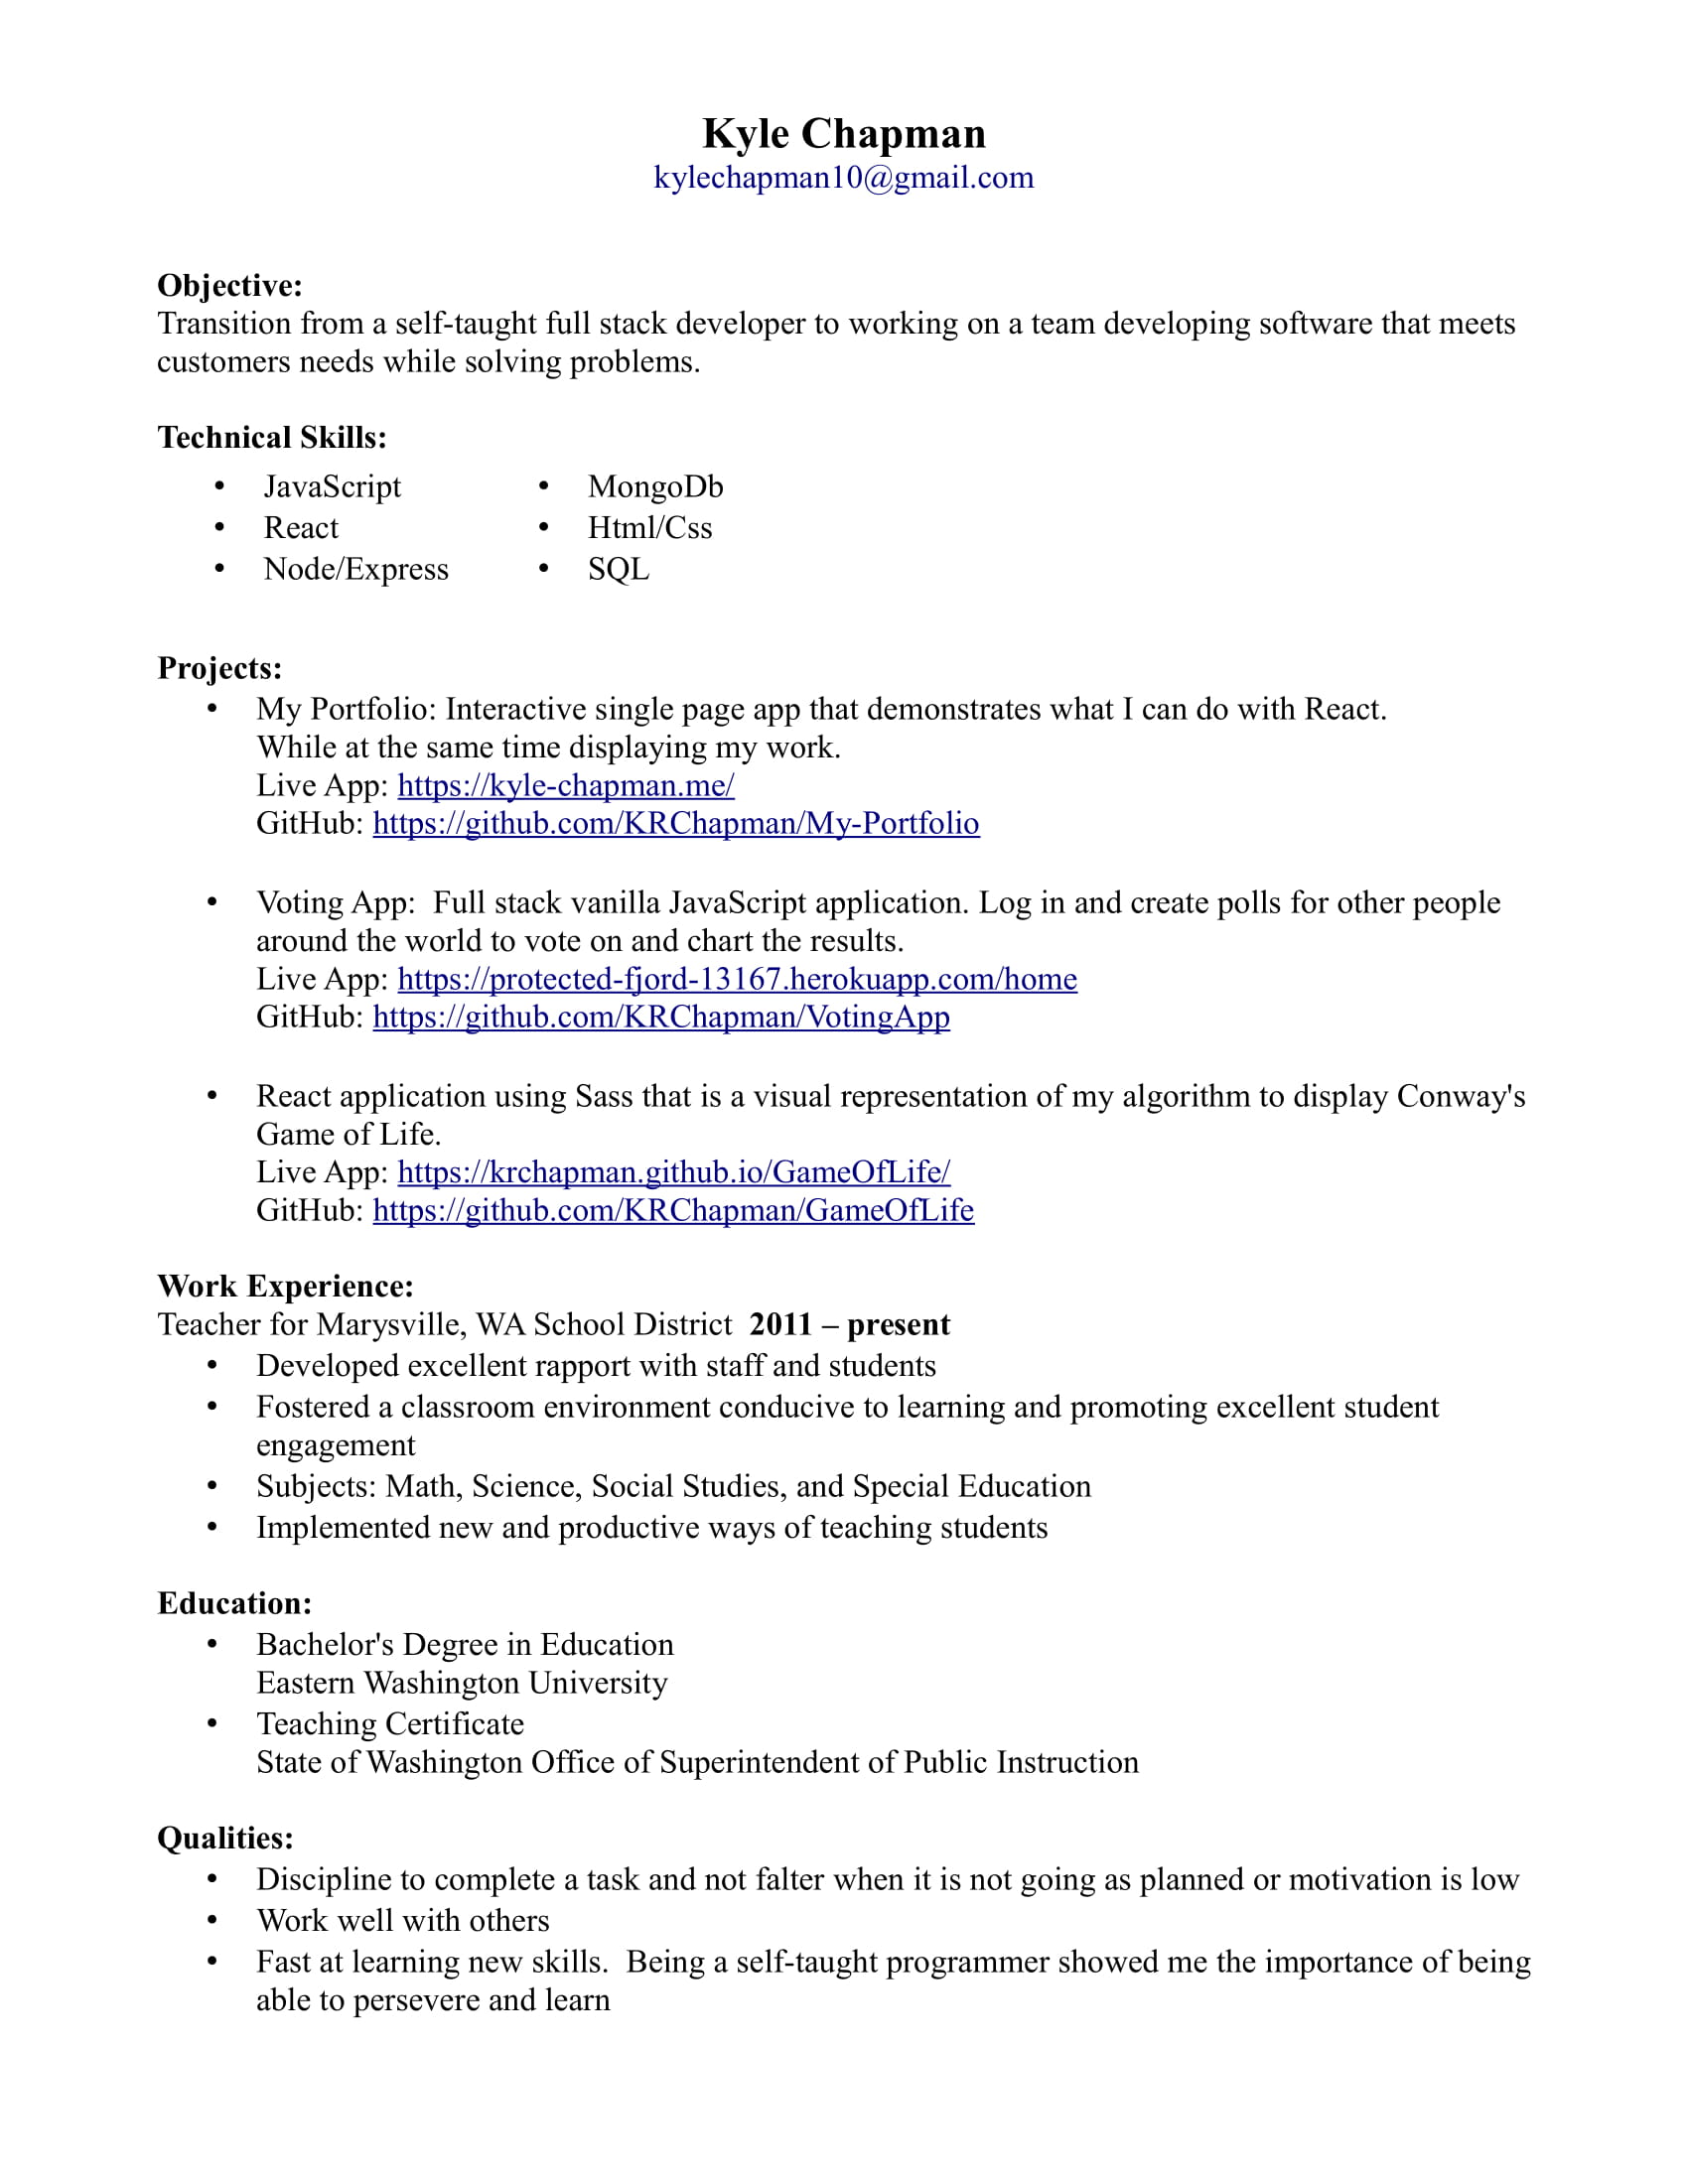 Kyle Chapman
kylechapman10@gmail.com
Objective:
Transition from a self-taught full stack developer to working on a team developing software that meets
customers needs while solving problems.
Technical Skills:
• JavaScript • MongoDb
• React • Html/Css
• Node/Express • SQL
Projects:
• My Portfolio: Interactive single page app that demonstrates what I can do with React.
While at the same time displaying my work.
Live App: https://kyle-chapman.me/
GitHub: https://github.com/KRChapman/My-Portfolio
• Voting App:  Full stack vanilla JavaScript application. Log in and create polls for other people
around the world to vote on and chart the results.
Live App: https://protected-fjord-13167.herokuapp.com/home
GitHub: https://github.com/KRChapman/VotingApp
• React application using Sass that is a visual representation of my algorithm to display Conway's
Game of Life.
Live App: https://krchapman.github.io/GameOfLife/
GitHub: https://github.com/KRChapman/GameOfLife
Work Experience:
Teacher for Marysville, WA School District  2011 – present
• Developed excellent rapport with staff and students
• Fostered a classroom environment conducive to learning and promoting excellent student
engagement
• Subjects: Math, Science, Social Studies, and Special Education
• Implemented new and productive ways of teaching students
Education:
• Bachelor's Degree in Education
Eastern Washington University
• Teaching Certificate
State of Washington Office of Superintendent of Public Instruction
Qualities:
• Discipline to complete a task and not falter when it is not going as planned or motivation is low
• Work well with others
• Fast at learning new skills.  Being a self-taught programmer showed me the importance of being
able to persevere and learn